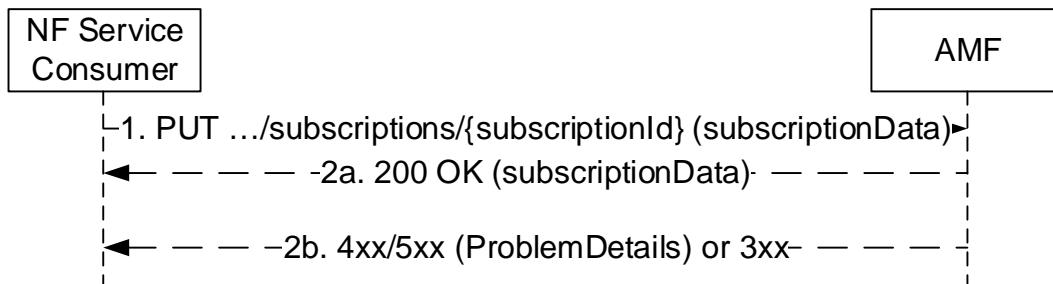 NF Service
Consumer
AMF
1. PUT …/subscriptions/{subscriptionId} (subscriptionData)
2a. 200 OK (subscriptionData)
2b. 4xx/5xx (ProblemDetails) or 3xx